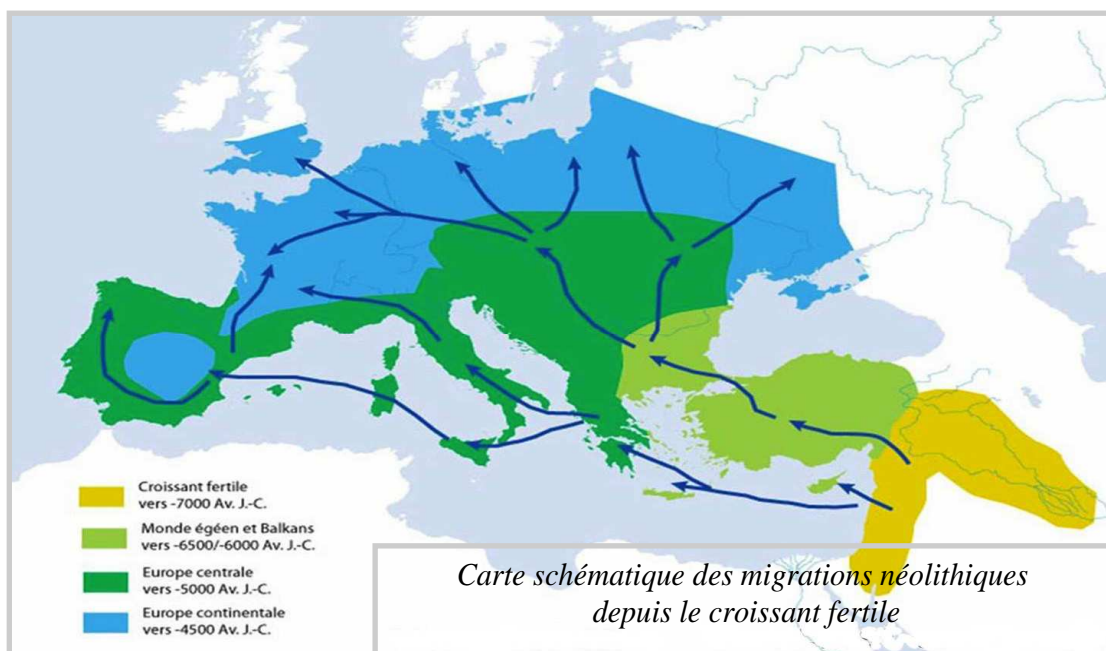 Croissant fertile
vers -7000 Av. J.-C.
Monde égéen et Balkans
vers -6500/-6000 Av. J.-C.
Europe centrale
vers -5000 Av. J.-C.
Europe continentale
vers -4500 Av. J.-C.
Carte schématique des migrations néolithiques
depuis le croissant fertile